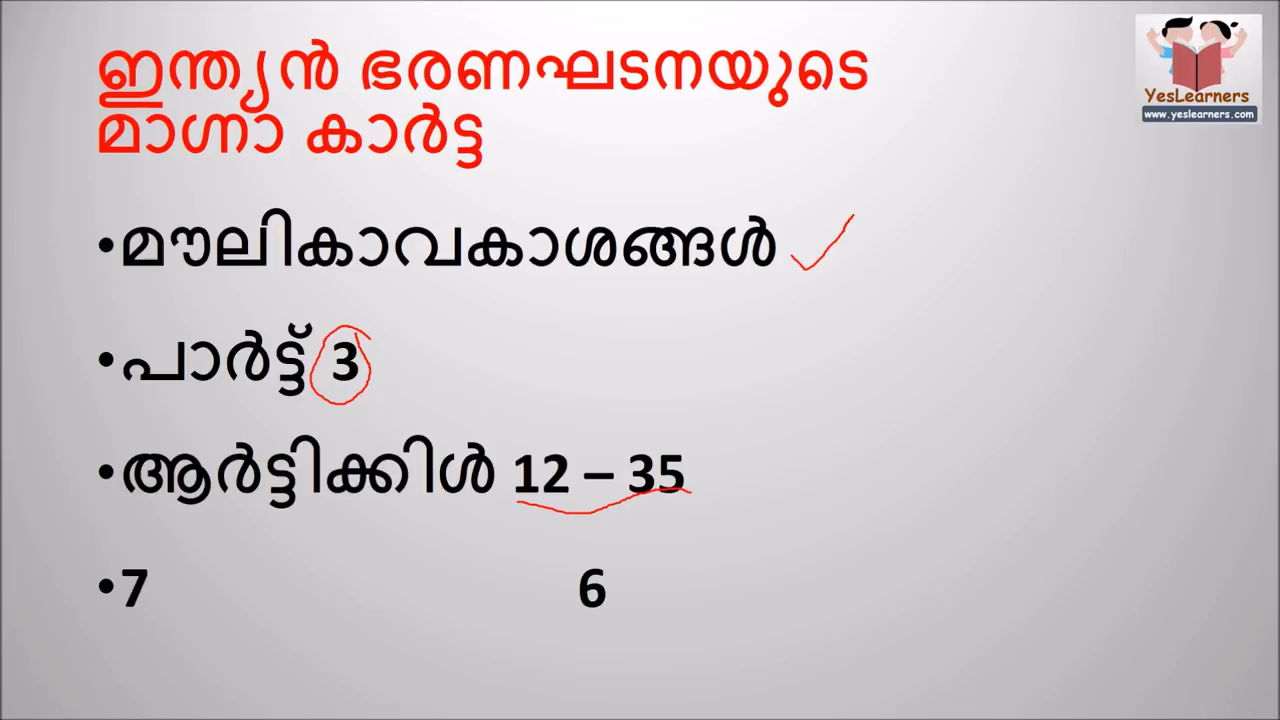 ഇന്ത്യൻ ഭരണഘടനയുടെ
മാഗ്നാ കാർട്ട
•മൗലികാവകാശങ്ങൾ
•പാർട്ട് 3
•ആർട്ടിക്കിൾ 12 – 35
•7 6
YesLearners
www.yeslearners.com